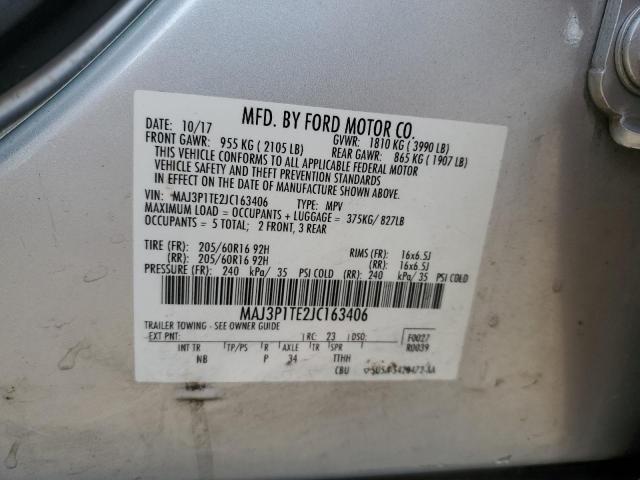 MFD. BY FORD MOTOR CO.
DATE: 10/17 GVWR: 1810 KG ( 3990 LB)
FRONT GAWR: 955 KG ( 2105 LB) REAR GAWR: 865 KG ( 1907 LB)
THIS VEHICLE CONFORMS TO ALL APPLICABLE FEDERAL MOTOR
VEHICLE SAFETY AND THEFT PREVENTION STANDARDS
IN EFFECT ON THE DATE OF MANUFACTURE SHOWN ABOVE.
VIN: MAJ3P1TE2JC163406 TYPE: MPV
MAXIMUM LOAD = OCCUPANTS + LUGGAGE = 375KG/ 827LB
OCCUPANTS = 5 TOTAL; 2 FRONT, 3 REAR
TIRE (FR): 205/60R16 92H RIMS (FR): 16x6.5J
(RR): 205/60R16 92H (RR): 16x6.5J
PRESSURE (FR): 240 kPa/ 35 PSI COLD (RR): 240 kPa/ 35 PSI COLD
MAJ3P1TE2JC163406
TRAILER TOWING - SEE OWNER GUIDE
EXT PNT: RC: 23 DSO: F0027
R0039
INT TR TP/PS R AXLE TR SPR
NB P 34 TTHH
CBU